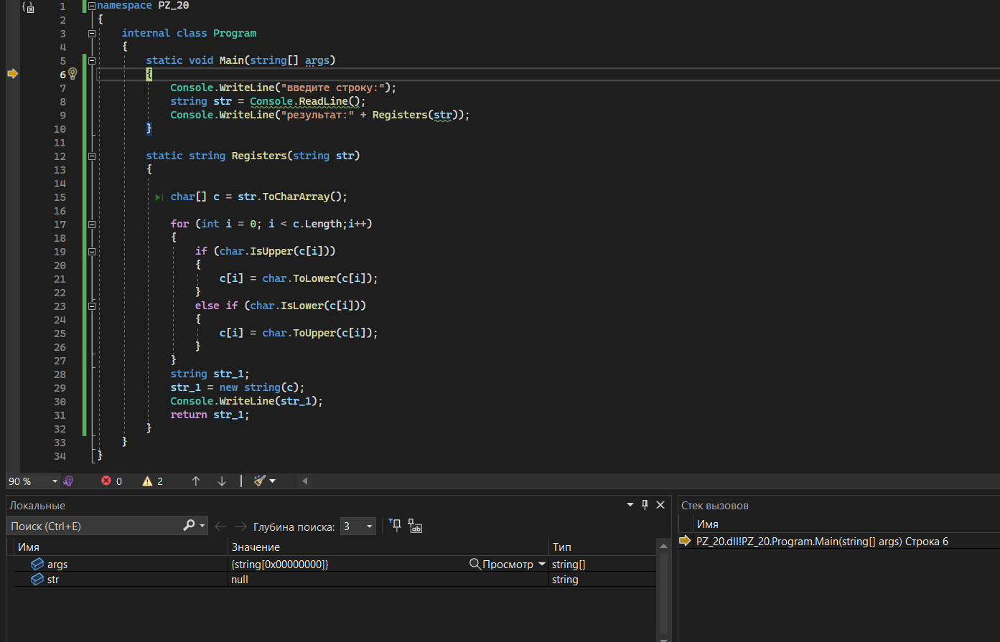 1 namespace PZ_20
2 {
3 internal class Program
4 {
5 static void Main(string[] args)
6 {
7 Console.WriteLine("введите строку:");
8 string str = Console.ReadLine();
9 Console.WriteLine("результат:" + Registers(str));
10 }
11
12 static string Registers(string str)
13 {
14
15 char[] c = str.ToCharArray();
16
17 for (int i = 0; i < c.Length;i++)
18 {
19 if (char.IsUpper(c[i]))
20 {
21 c[i] = char.ToLower(c[i]);
22 }
23 else if (char.IsLower(c[i]))
24 {
25 c[i] = char.ToUpper(c[i]);
26 }
27 }
28 string str_1;
29 str_1 = new string(c);
30 Console.WriteLine(str_1);
31 return str_1;
32 }
33 }
34 }
90 % 0 2
Локальные
Поиск (Ctrl+E) Глубина поиска: 3
Имя Значение Тип
args {string[0x00000000]} Просмотр string[]
str null string
Стек вызовов
Имя
PZ_20.dll!PZ_20.Program.Main(string[] args) Строка 6